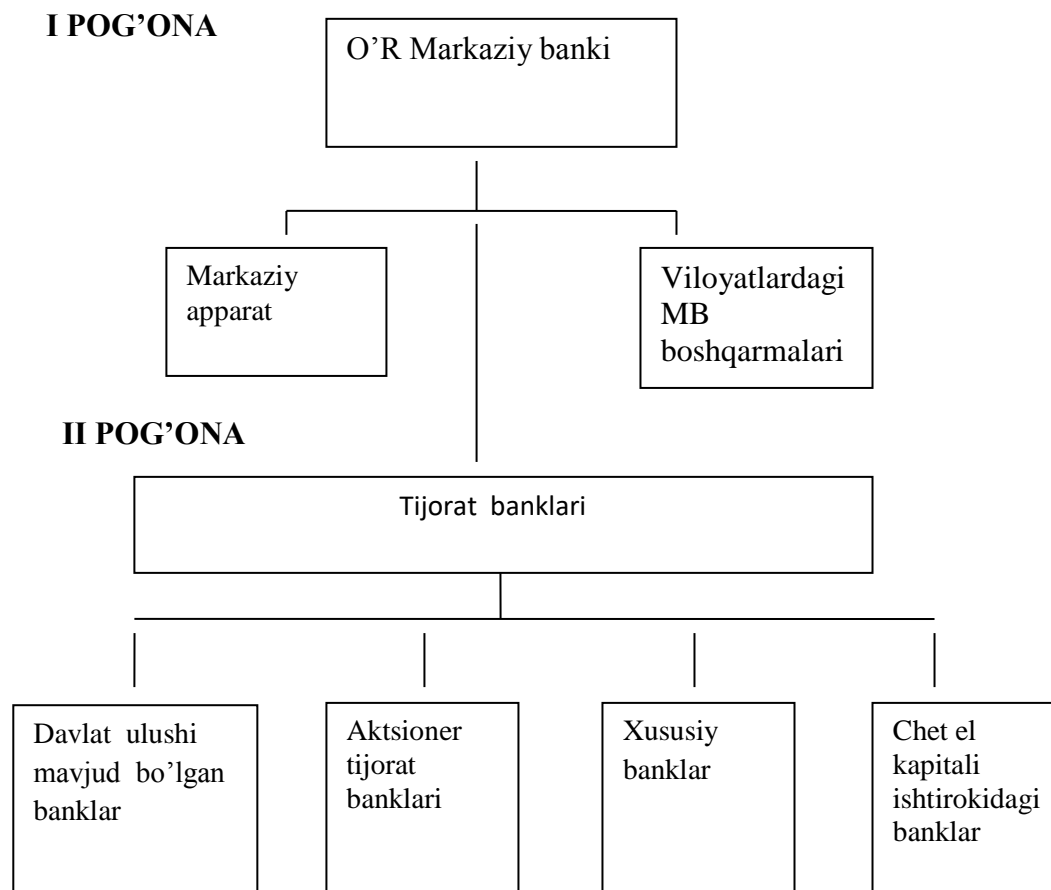 I POG’ONA
O’R Markaziy banki
Markaziy
apparat
Viloyatlardagi
MB
boshqarmalari
II POG’ONA
Tijorat banklari
Davlat ulushi
mavjud bo’lgan
banklar
Aktsioner
tijorat
banklari
Xususiy
banklar
Chet el
kapitali
ishtirokidagi
banklar